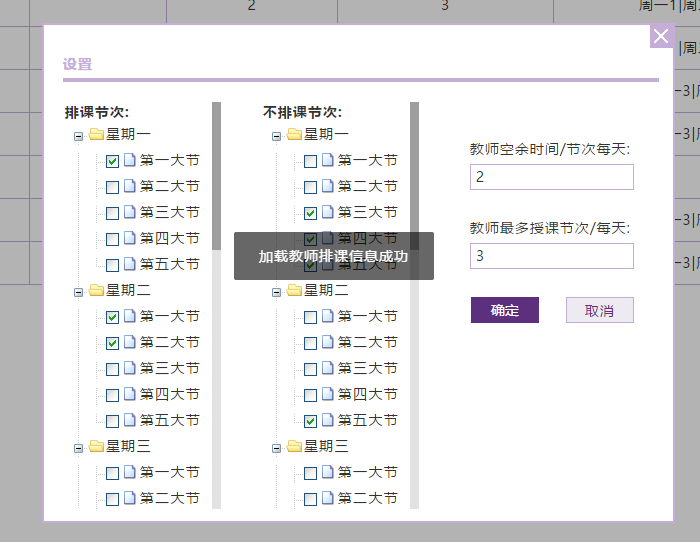 2
3
周一1|周
|周
设置
-3|周
-3|周
-3|周
-3|周
排课节次:
星期一
第一大节
第二大节
第三大节
第四大节
第五大节
星期二
第一大节
第二大节
第三大节
第四大节
第五大节
星期三
第一大节
第二大节
不排课节次:
星期一
第一大节
第二大节
第三大节
第四大节
第五大节
星期二
第一大节
第二大节
第三大节
第四大节
第五大节
星期三
第一大节
第二大节
加载教师排课信息成功
教师空余时间/节次每天:
2
教师最多授课节次/每天:
3
确定
取消